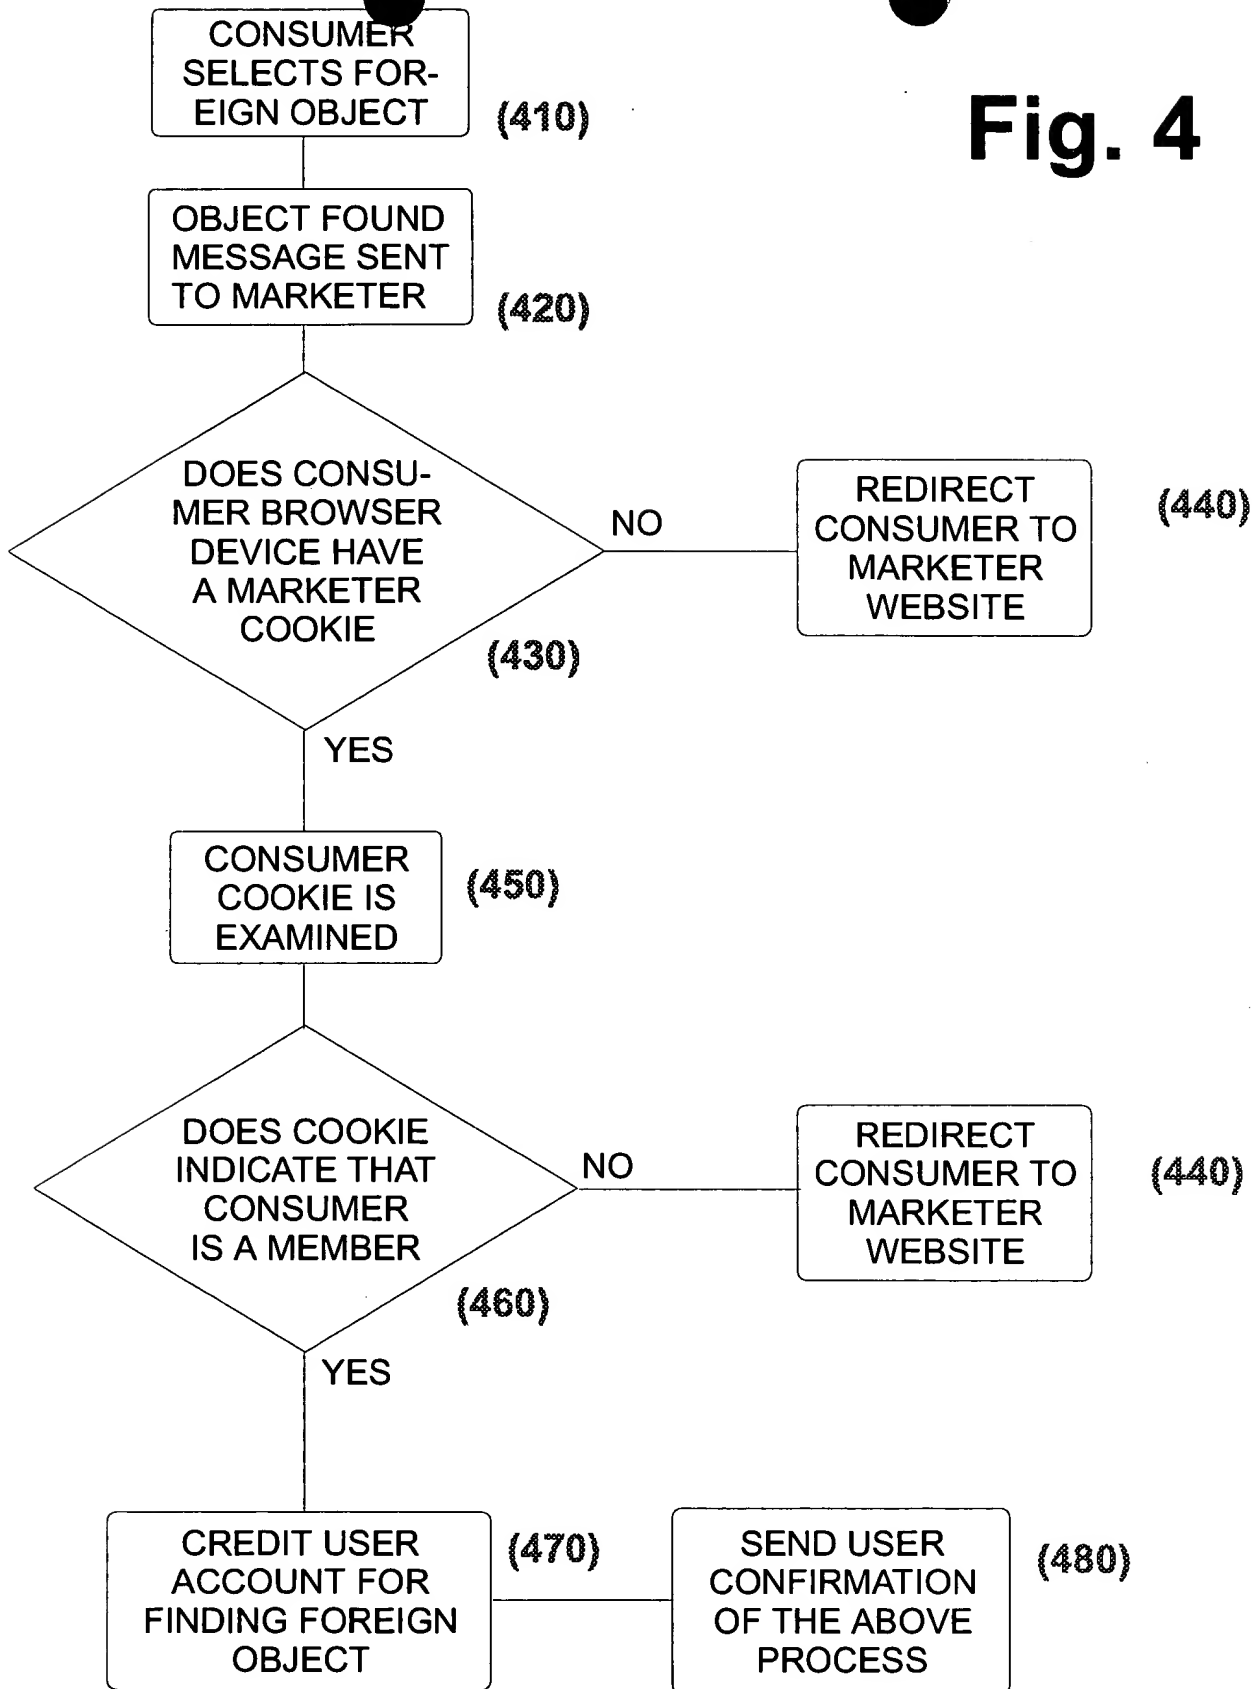 CONSUMER
SELECTS FOR-
EIGN OBJECT
(410)
Fig. 4
OBJECT FOUND
MESSAGE SENT
TO MARKETER
(420)
DOES CONSU-
MER BROWSER
DEVICE HAVE
A MARKETER
COOKIE
(430)
NO
REDIRECT
CONSUMER TO
MARKETER
WEBSITE
(440)
YES
CONSUMER
COOKIE IS
EXAMINED
(450)
DOES COOKIE
INDICATE THAT
CONSUMER
IS A MEMBER
(460)
NO
REDIRECT
CONSUMER TO
MARKETER
WEBSITE
(440)
YES
CREDIT USER
ACCOUNT FOR
FINDING FOREIGN
OBJECT
(470)
SEND USER
CONFIRMATION
OF THE ABOVE
PROCESS
(480)